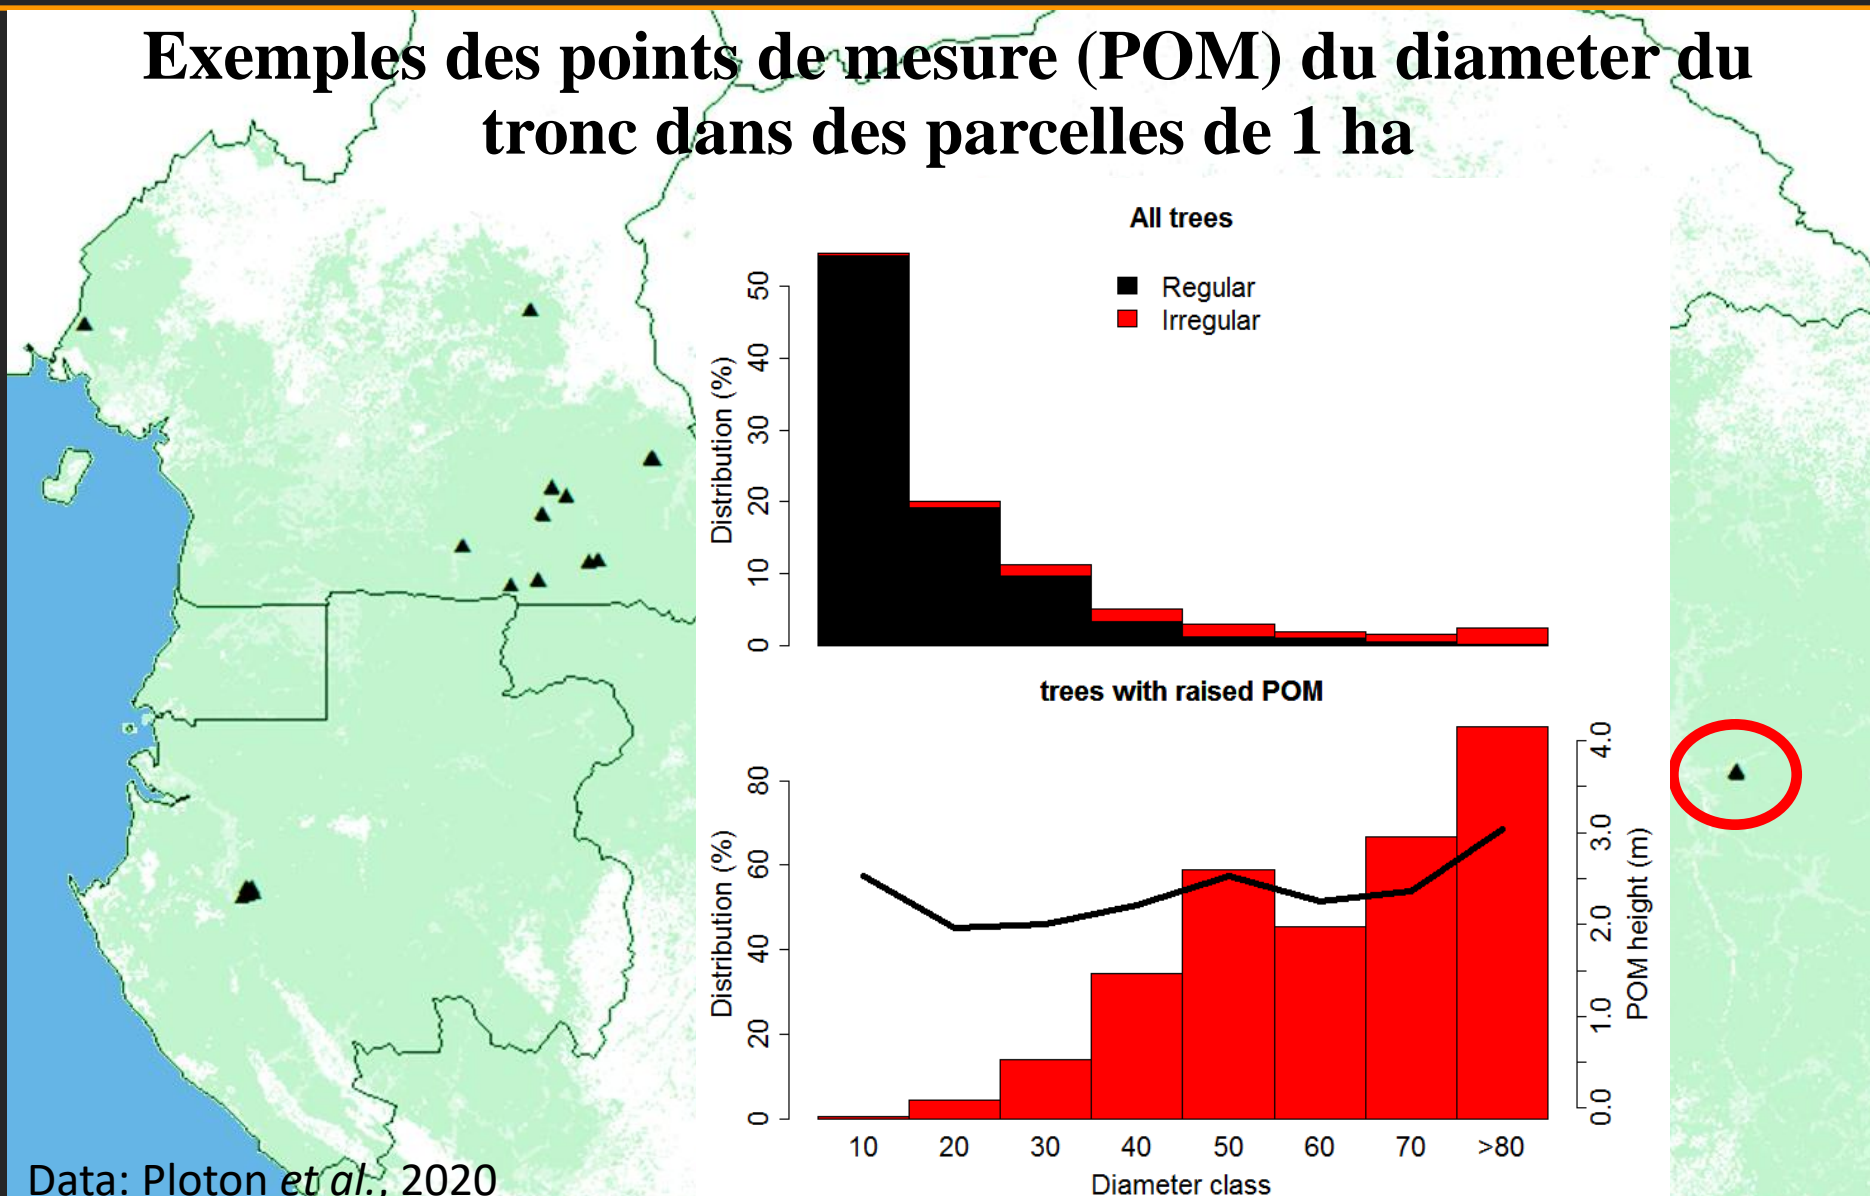 Exemples des points de mesure (POM) du diameter du
tronc dans des parcelles de 1 ha
All trees
Regular
Irregular
Distribution (%)
50
40
30
20
10
0
trees with raised POM
Distribution (%)
80
60
40
20
0
4.0
3.0
2.0
1.0
0.0
POM height (m)
10 20 30 40 50 60 70 >80
Diameter class
Data: Ploton et al., 2020